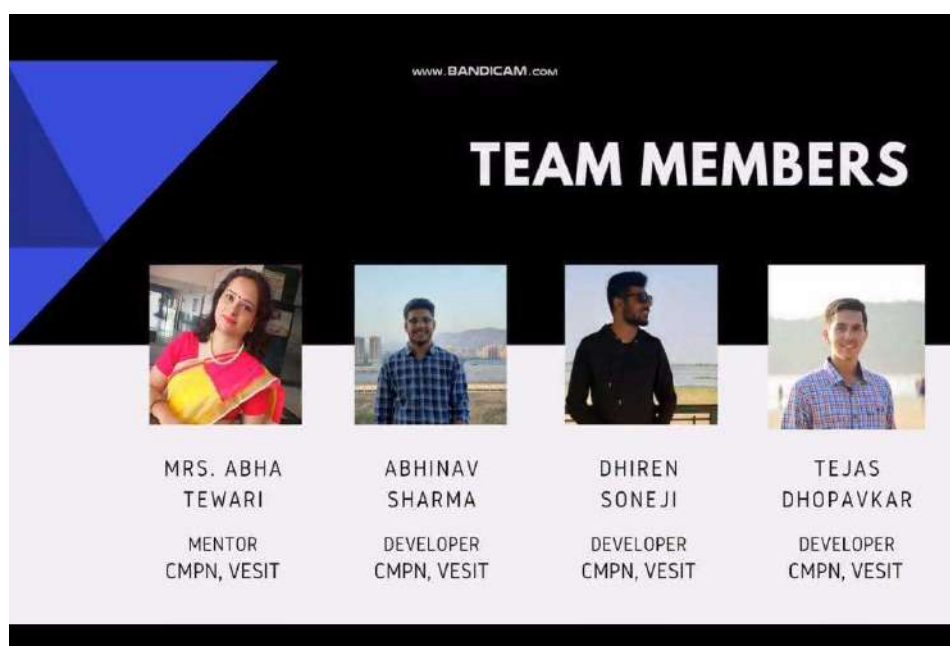 www.BANDICAM.com
TEAM MEMBERS
MRS. ABHA
TEWARI
MENTOR
CMPN, VESIT
ABHINAV
SHARMA
DEVELOPER
CMPN, VESIT
DHIREN
SONEJI
DEVELOPER
CMPN, VESIT
TEJAS
DHOPAVKAR
DEVELOPER
CMPN, VESIT